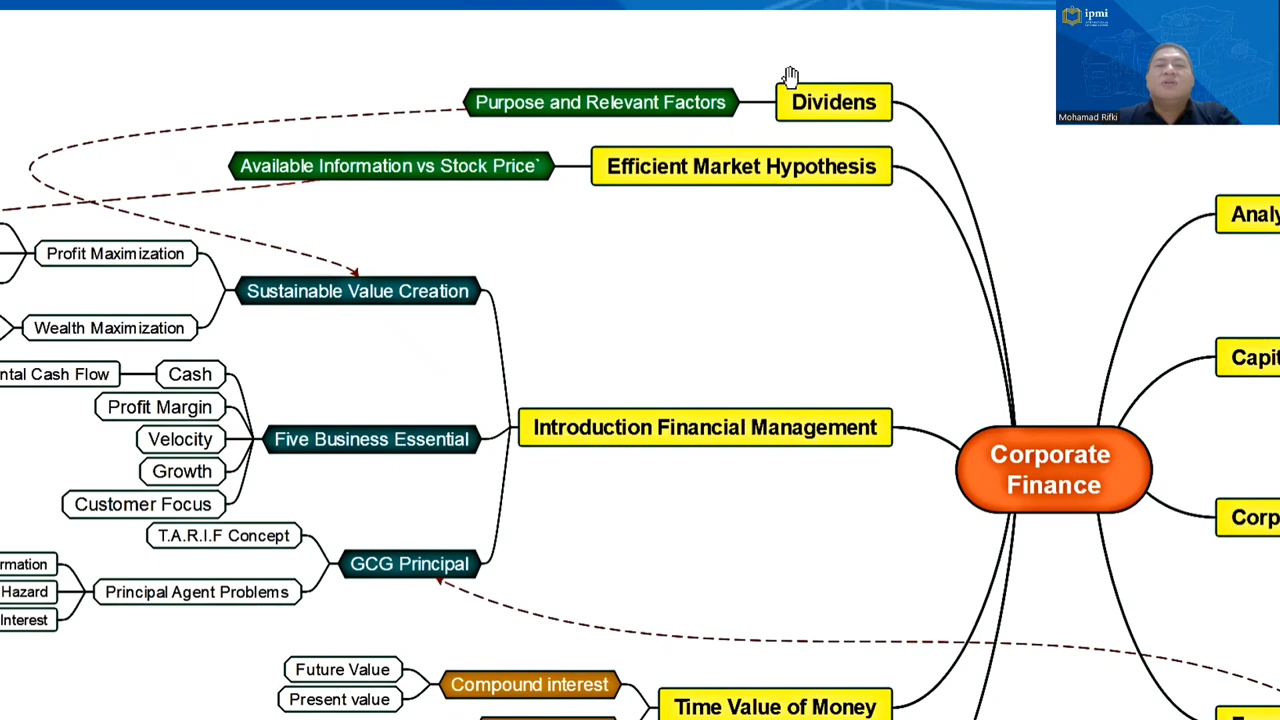 ipmi
Mohamad Rifki
Purpose and Relevant Factors
Dividens
Available Information vs Stock Price`
Efficient Market Hypothesis
Analy
Profit Maximization
Sustainable Value Creation
Wealth Maximization
Capit
ntal Cash Flow
Cash
Profit Margin
Velocity
Five Business Essential
Introduction Financial Management
Growth
Customer Focus
Corporate
Finance
Corp
T.A.R.I.F Concept
GCG Principal
rmation
Hazard
Principal Agent Problems
Interest
Future Value
Compound interest
Present value
Time Value of Money